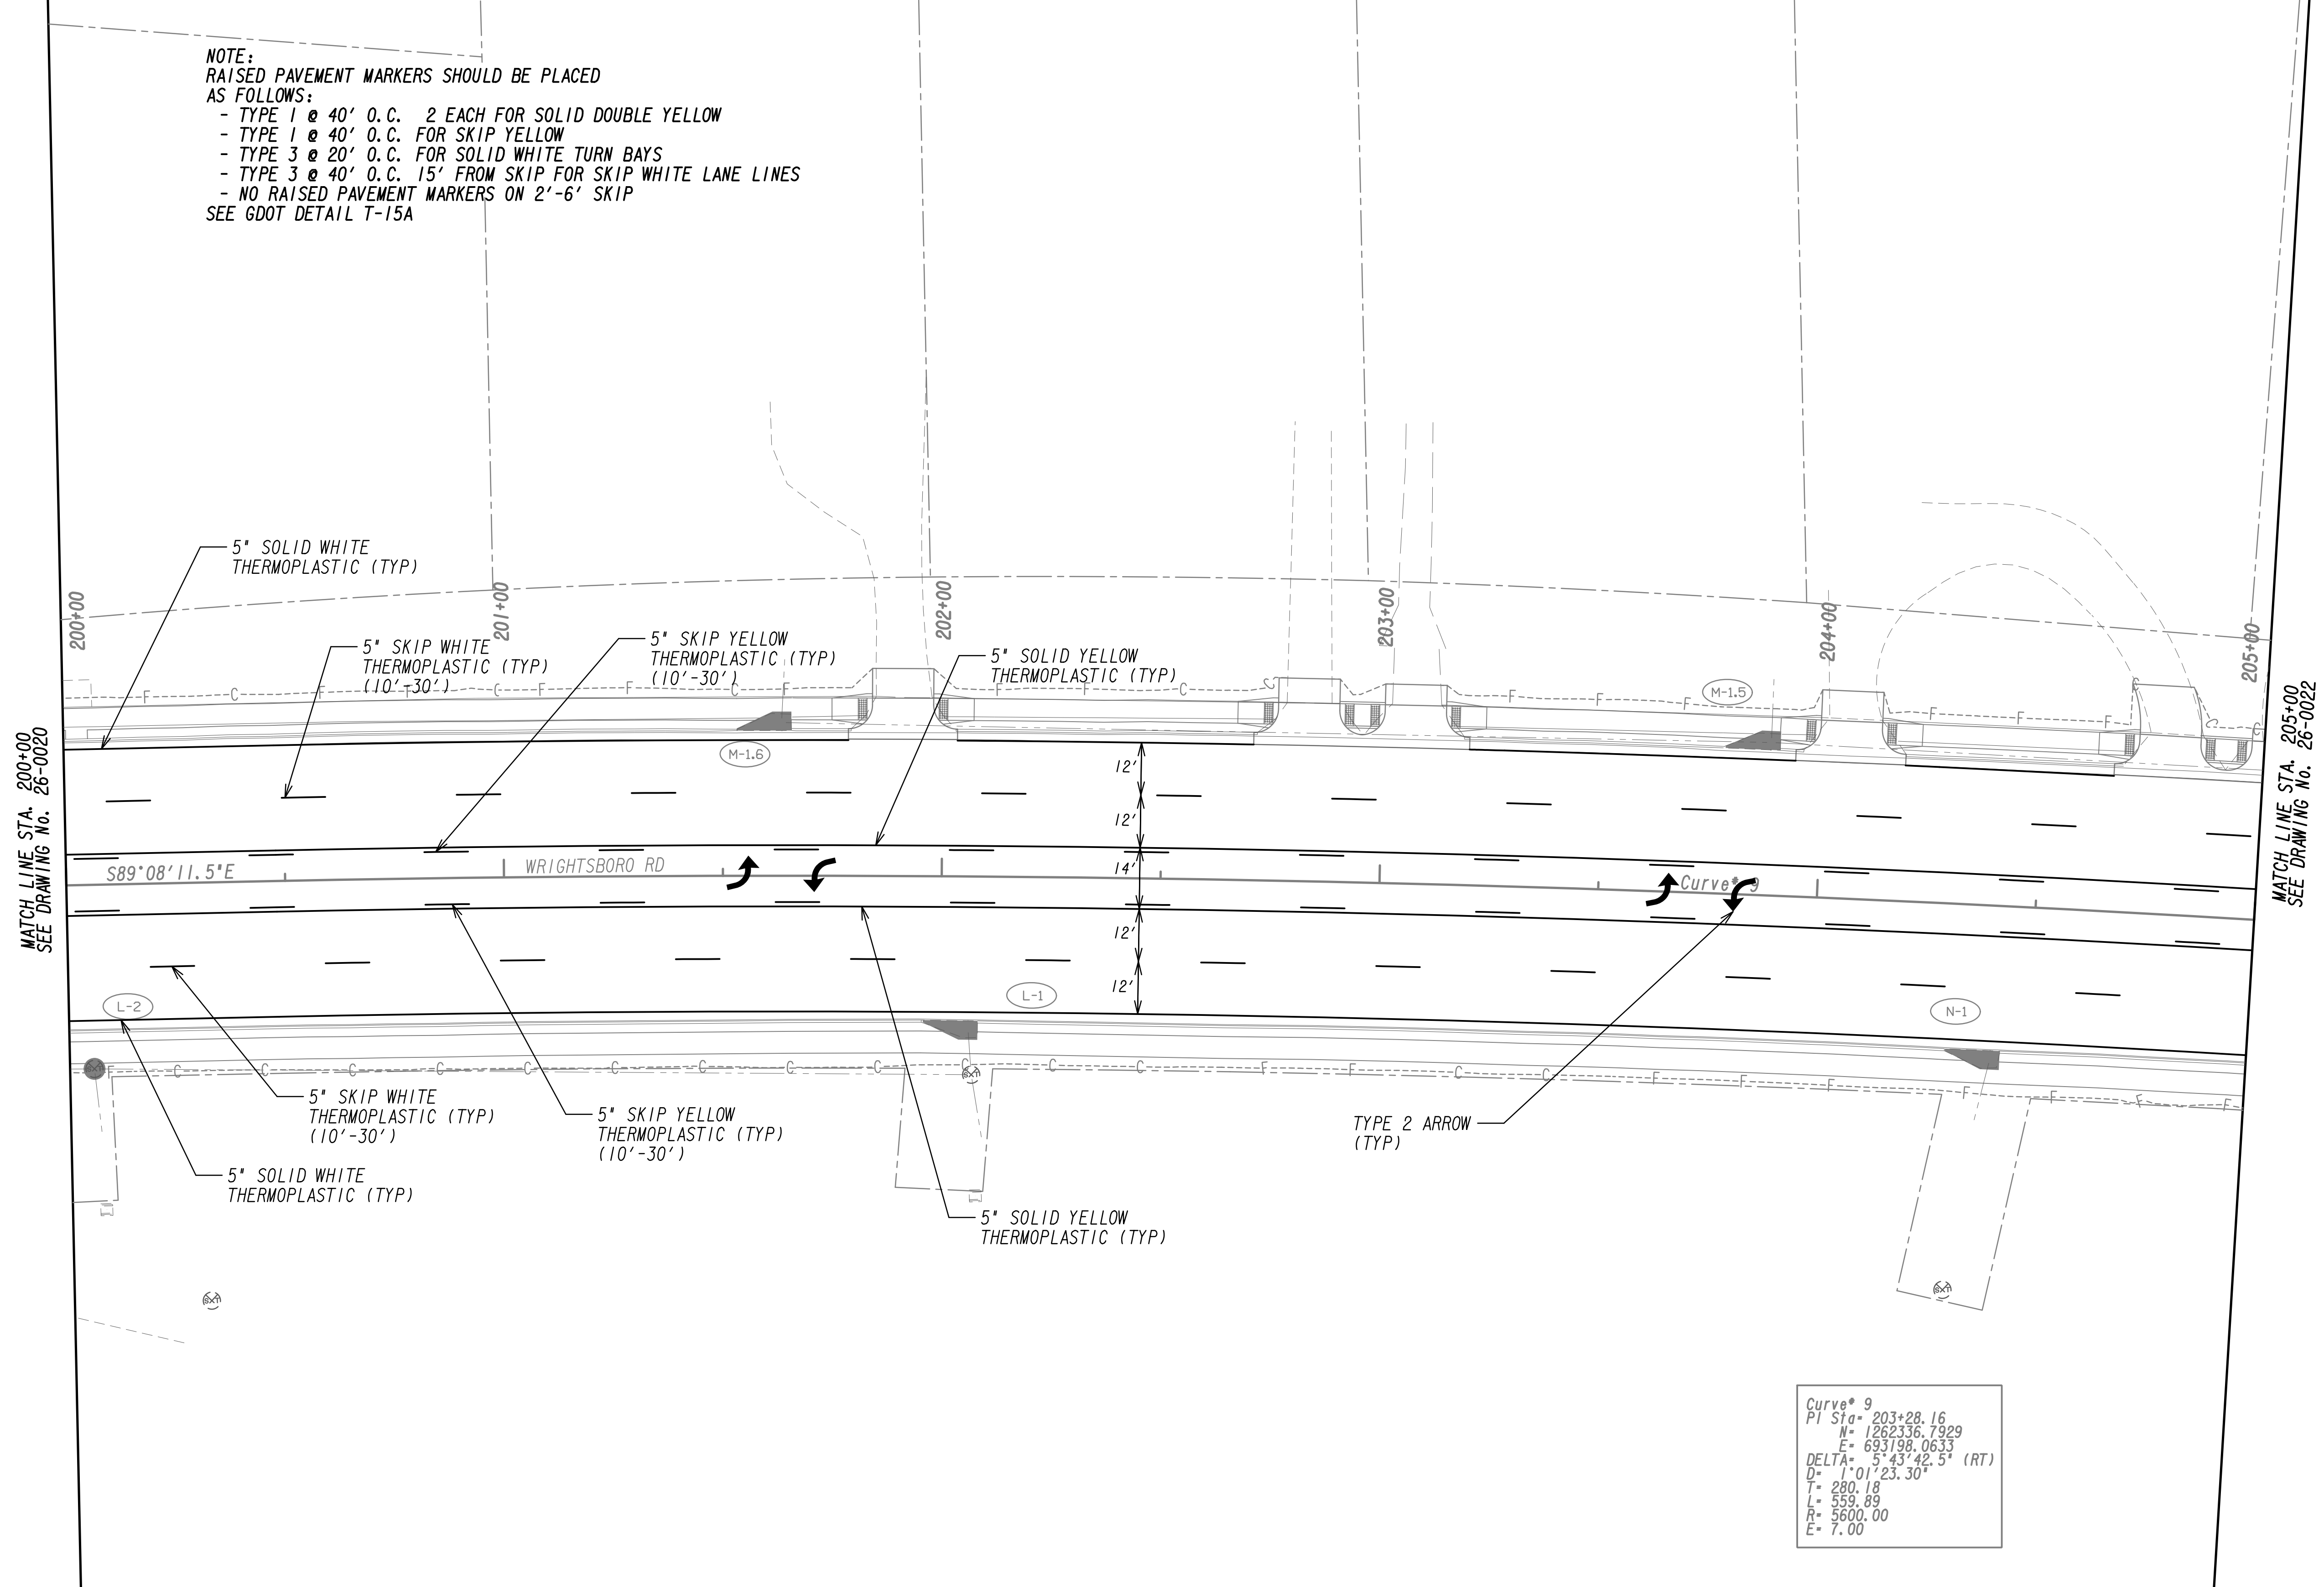 NOTE:
RAISED PAVEMENT MARKERS SHOULD BE PLACED
AS FOLLOWS:
- TYPE 1 @ 40' O.C.  2 EACH FOR SOLID DOUBLE YELLOW
- TYPE 1 @ 40' O.C. FOR SKIP YELLOW
- TYPE 3 @ 20' O.C. FOR SOLID WHITE TURN BAYS
- TYPE 3 @ 40' O.C. 15' FROM SKIP FOR SKIP WHITE LANE LINES
- NO RAISED PAVEMENT MARKERS ON 2'-6' SKIP
SEE GDOT DETAIL T-15A
5" SOLID WHITE
THERMOPLASTIC (TYP)
200+00
201+00
202+00
203+00
204+00
205+00
5" SKIP WHITE
THERMOPLASTIC (TYP)
(10'-30')
5" SKIP YELLOW
THERMOPLASTIC (TYP)
(10'-30')
5" SOLID YELLOW
THERMOPLASTIC (TYP)
M-1.5
M-1.6
MATCH LINE STA. 200+00
SEE DRAWING No. 26-0020
MATCH LINE STA. 205+00
SEE DRAWING No. 26-0022
12'
12'
14'
12'
12'
S89°08'11.5"E
WRIGHTSBORO RD
Curve# 9
L-2
L-1
N-1
5" SKIP WHITE
THERMOPLASTIC (TYP)
(10'-30')
5" SKIP YELLOW
THERMOPLASTIC (TYP)
(10'-30')
TYPE 2 ARROW
(TYP)
5" SOLID WHITE
THERMOPLASTIC (TYP)
5" SOLID YELLOW
THERMOPLASTIC (TYP)
Curve# 9
PI Sta= 203+28.16
N= 1262336.7929
E= 693198.0633
DELTA= 5°43'42.5" (RT)
D= 1°01'23.30"
T= 280.18
L= 559.89
R= 5600.00
E= 7.00